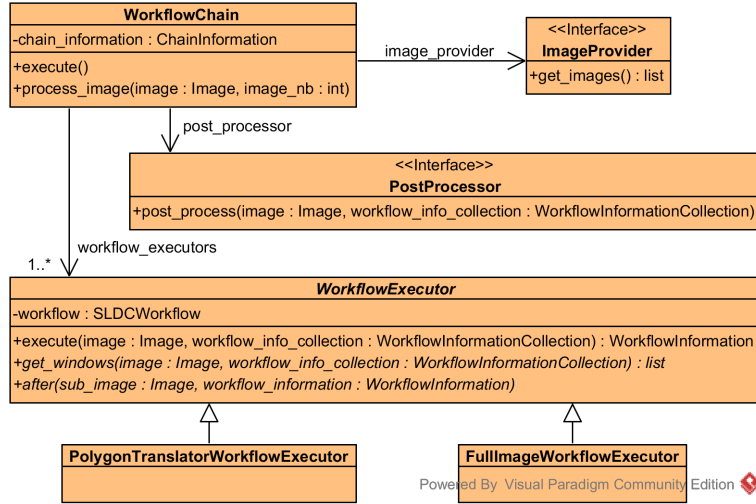 WorkflowChain
-chain_information : ChainInformation
+execute()
+process_image(image : Image, image_nb : int)
image_provider
<<Interface>>
ImageProvider
+get_images() : list
post_processor
<<Interface>>
PostProcessor
+post_process(image : Image, workflow_info_collection : WorkflowInformationCollection)
workflow_executors
1..*
WorkflowExecutor
-workflow : SLDCWorkflow
+execute(image : Image, workflow_info_collection : WorkflowInformationCollection) : WorkflowInformation
+get_windows(image : Image, workflow_info_collection : WorkflowInformationCollection) : list
+after(sub_image : Image, workflow_information : WorkflowInformation)
PolygonTranslatorWorkflowExecutor
FullImageWorkflowExecutor
Powered By Visual Paradigm Community Edition